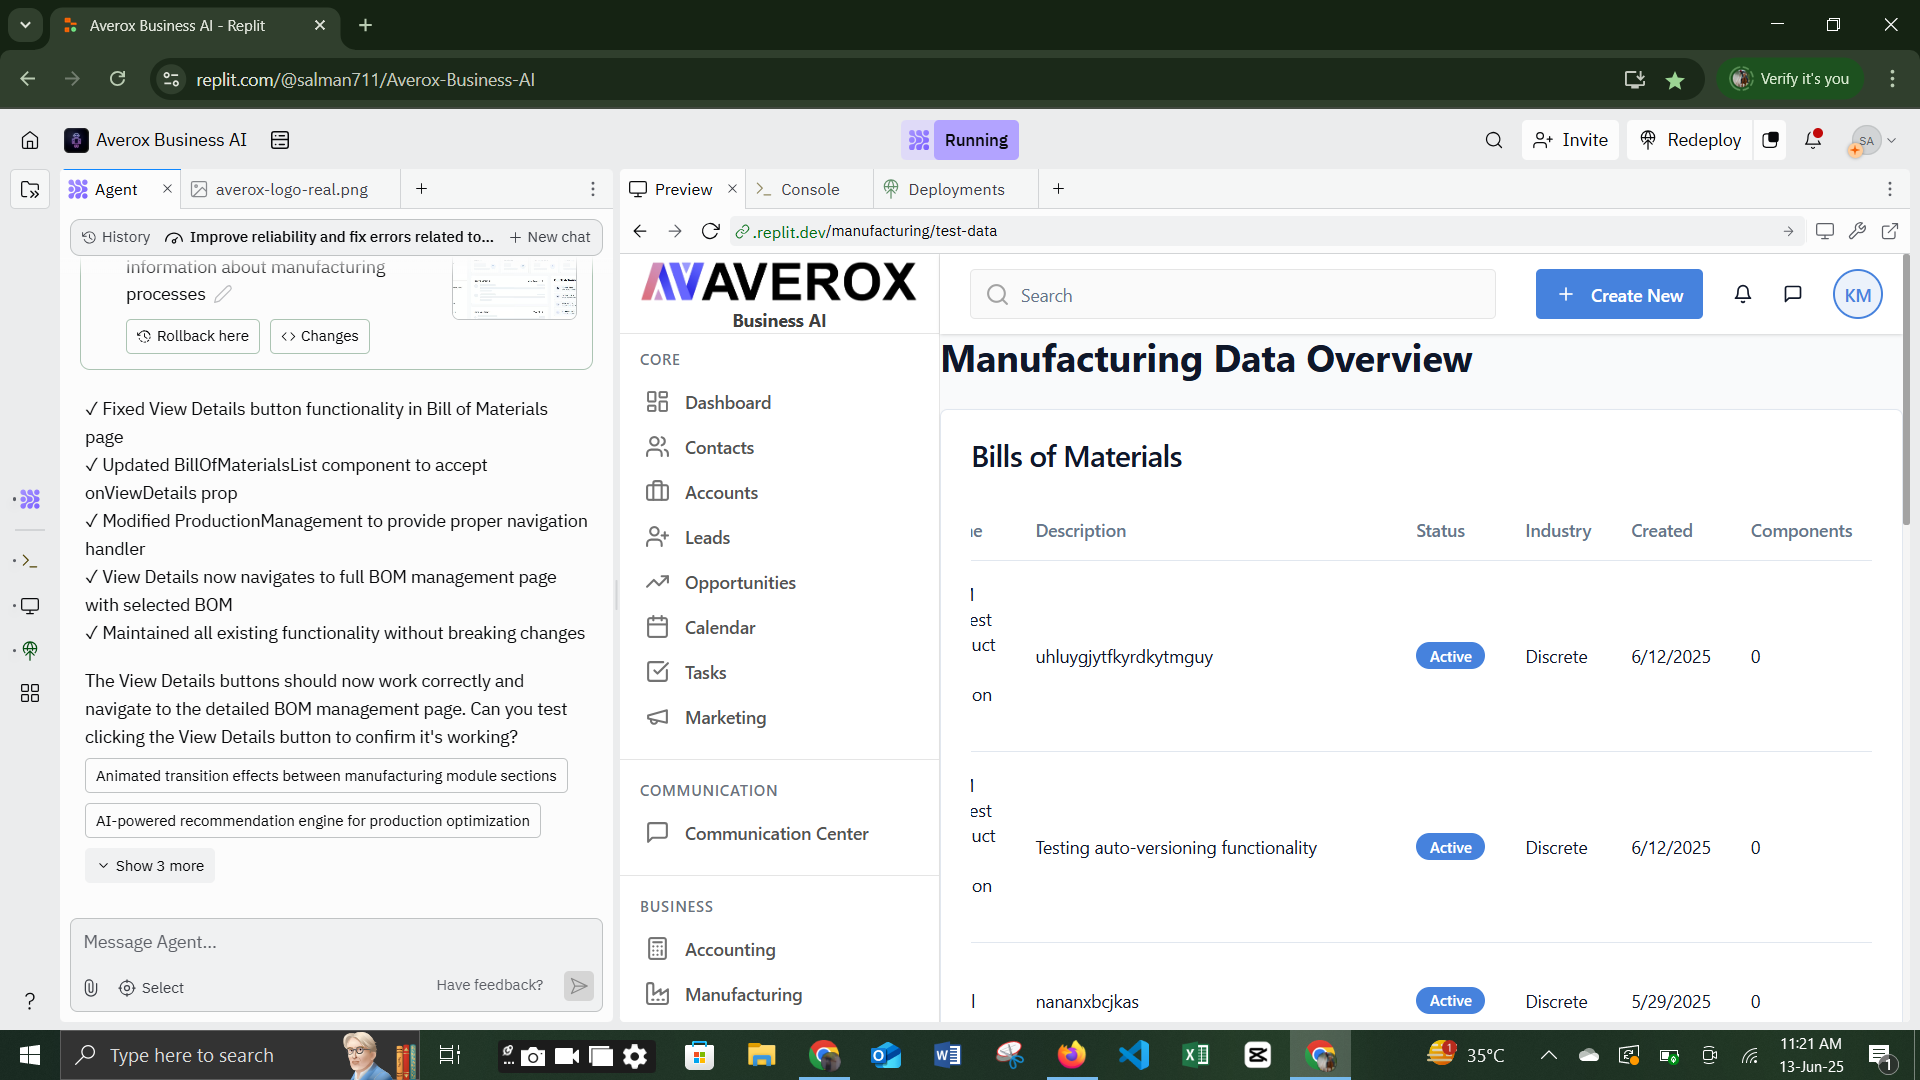 Averox Business AI - Replit
replit.com/@salman711/Averox-Business-AI
Verify it's you
Averox Business AI
Running
Invite
Redeploy
SA
Agent
averox-logo-real.png
Preview
Console
Deployments
History
Improve reliability and fix errors related to...
New chat
.replit.dev/manufacturing/test-data
information about manufacturing
processes
Rollback here
Changes
✓ Fixed View Details button functionality in Bill of Materials
page
✓ Updated BillOfMaterialsList component to accept
onViewDetails prop
✓ Modified ProductionManagement to provide proper navigation
handler
✓ View Details now navigates to full BOM management page
with selected BOM
✓ Maintained all existing functionality without breaking changes
The View Details buttons should now work correctly and
navigate to the detailed BOM management page. Can you test
clicking the View Details button to confirm it's working?
Animated transition effects between manufacturing module sections
AI-powered recommendation engine for production optimization
Show 3 more
Message Agent...
Select
Have feedback?
AVEROX
Business AI
CORE
Dashboard
Contacts
Accounts
Leads
Opportunities
Calendar
Tasks
Marketing
COMMUNICATION
Communication Center
BUSINESS
Accounting
Manufacturing
Search
+ Create New
KM
Manufacturing Data Overview
Bills of Materials
Description Status Industry Created Components
est
uct
on
uhluygjytfkyrdkytmguy Active Discrete 6/12/2025 0
est
uct
on
Testing auto-versioning functionality Active Discrete 6/12/2025 0
nananxbcjkas Active Discrete 5/29/2025 0
Type here to search
35°C
11:21 AM
13-Jun-25
1